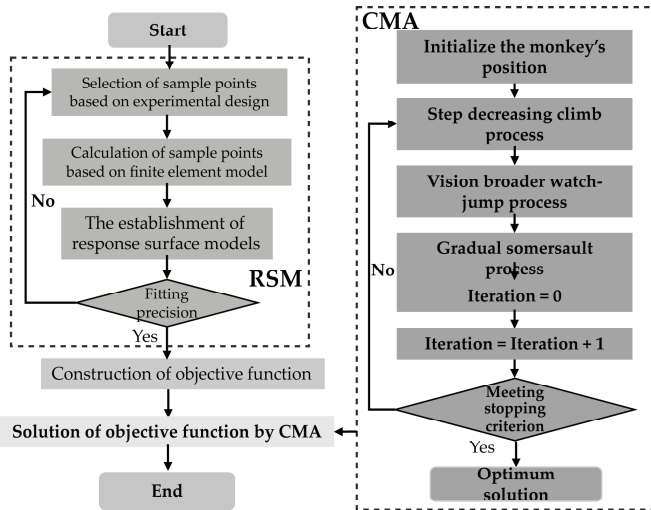 Start
Selection of sample points
based on experimental design
Calculation of sample points
based on finite element model
No
The establishment of
response surface models
RSM
Fitting
precision
Yes
Construction of objective function
Solution of objective function by CMA
End
CMA
Initialize the monkey's
position
Step decreasing climb
process
Vision broader watch-
jump process
Gradual somersault
process
No
Iteration = 0
Iteration = Iteration + 1
Meeting
stopping
criterion
Yes
Optimum
solution